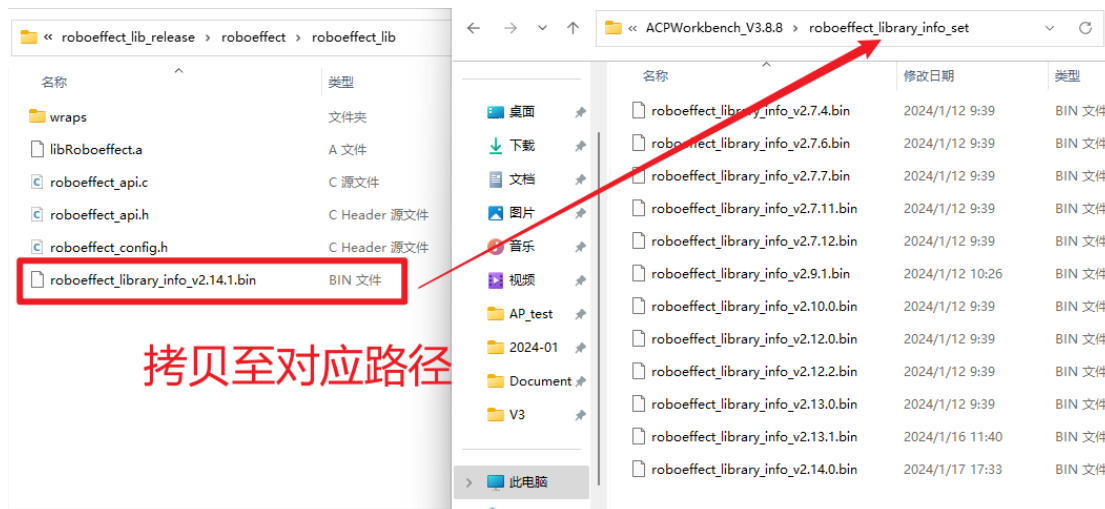 « roboeffect_lib_release › roboeffect › roboeffect_lib
名称 类型
wraps 文件夹
libRoboeffect.a A 文件
roboeffect_api.c C 源文件
roboeffect_api.h C Header 源文件
roboeffect_config.h C Header 源文件
roboeffect_library_info_v2.14.1.bin BIN 文件
拷贝至对应路径
« ACPWorkbench_V3.8.8 › roboeffect_library_info_set
桌面
下载
文档
图片
音乐
视频
AP_test
2024-01
Document
V3
此电脑
名称 修改日期 类型
roboeffect_library_info_v2.7.4.bin 2024/1/12 9:39 BIN 文件
roboeffect_library_info_v2.7.6.bin 2024/1/12 9:39 BIN 文件
roboeffect_library_info_v2.7.7.bin 2024/1/12 9:39 BIN 文件
roboeffect_library_info_v2.7.11.bin 2024/1/12 9:39 BIN 文件
roboeffect_library_info_v2.7.12.bin 2024/1/12 9:39 BIN 文件
roboeffect_library_info_v2.9.1.bin 2024/1/12 10:26 BIN 文件
roboeffect_library_info_v2.10.0.bin 2024/1/12 9:39 BIN 文件
roboeffect_library_info_v2.12.0.bin 2024/1/12 9:39 BIN 文件
roboeffect_library_info_v2.12.2.bin 2024/1/12 9:39 BIN 文件
roboeffect_library_info_v2.13.0.bin 2024/1/12 9:39 BIN 文件
roboeffect_library_info_v2.13.1.bin 2024/1/16 11:40 BIN 文件
roboeffect_library_info_v2.14.0.bin 2024/1/17 17:33 BIN 文件